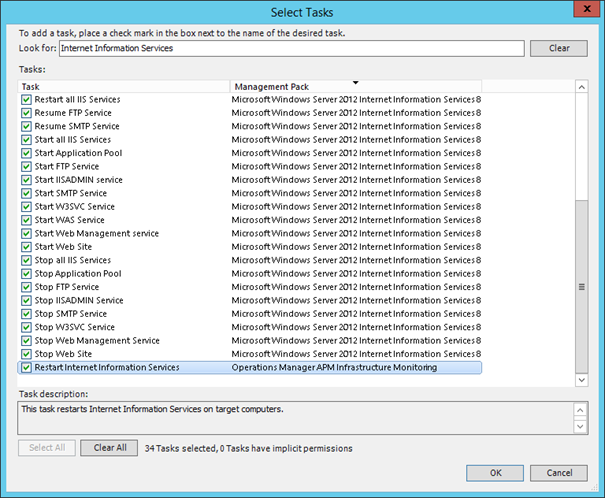 Select Tasks
x
To add a task, place a check mark in the box next to the name of the desired task.
Look for: Internet Information Services Clear
Tasks:
Task Management Pack
Restart all IIS Services Microsoft Windows Server 2012 Internet Information Services 8
Resume FTP Service Microsoft Windows Server 2012 Internet Information Services 8
Resume SMTP Service Microsoft Windows Server 2012 Internet Information Services 8
Start all IIS Services Microsoft Windows Server 2012 Internet Information Services 8
Start Application Pool Microsoft Windows Server 2012 Internet Information Services 8
Start FTP Service Microsoft Windows Server 2012 Internet Information Services 8
Start IISADMIN service Microsoft Windows Server 2012 Internet Information Services 8
Start SMTP Service Microsoft Windows Server 2012 Internet Information Services 8
Start W3SVC Service Microsoft Windows Server 2012 Internet Information Services 8
Start WAS Service Microsoft Windows Server 2012 Internet Information Services 8
Start Web Management service Microsoft Windows Server 2012 Internet Information Services 8
Start Web Site Microsoft Windows Server 2012 Internet Information Services 8
Stop all IIS Services Microsoft Windows Server 2012 Internet Information Services 8
Stop Application Pool Microsoft Windows Server 2012 Internet Information Services 8
Stop FTP Service Microsoft Windows Server 2012 Internet Information Services 8
Stop IISADMIN Service Microsoft Windows Server 2012 Internet Information Services 8
Stop SMTP Service Microsoft Windows Server 2012 Internet Information Services 8
Stop W3SVC Service Microsoft Windows Server 2012 Internet Information Services 8
Stop Web Management Service Microsoft Windows Server 2012 Internet Information Services 8
Stop Web Site Microsoft Windows Server 2012 Internet Information Services 8
Restart Internet Information Services Operations Manager APM Infrastructure Monitoring
Task description:
This task restarts Internet Information Services on target computers.
Select All Clear All 34 Tasks selected, 0 Tasks have implicit permissions
OK Cancel